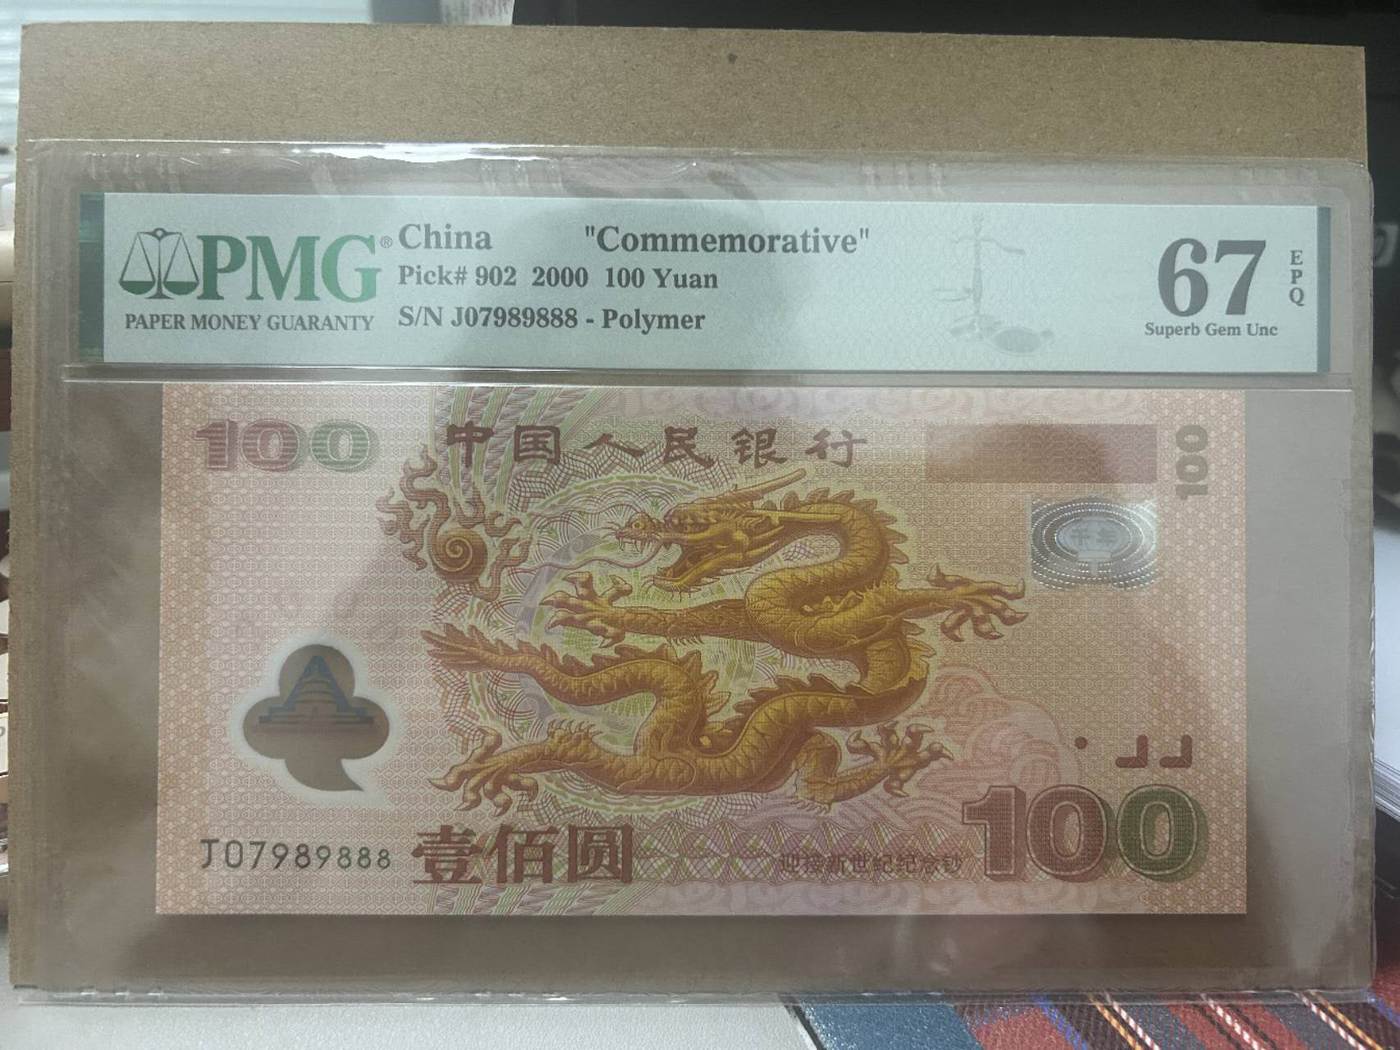 PMG® China "Commemorative"
PAPER MONEY GUARANTY
Pick# 902 2000 100 Yuan
S/N J07989888 - Polymer
67 EPQ
Superb Gem Unc
100
中国人民银行
100
千年
J07989888
壹佰圆
迎接新世纪纪念钞
100